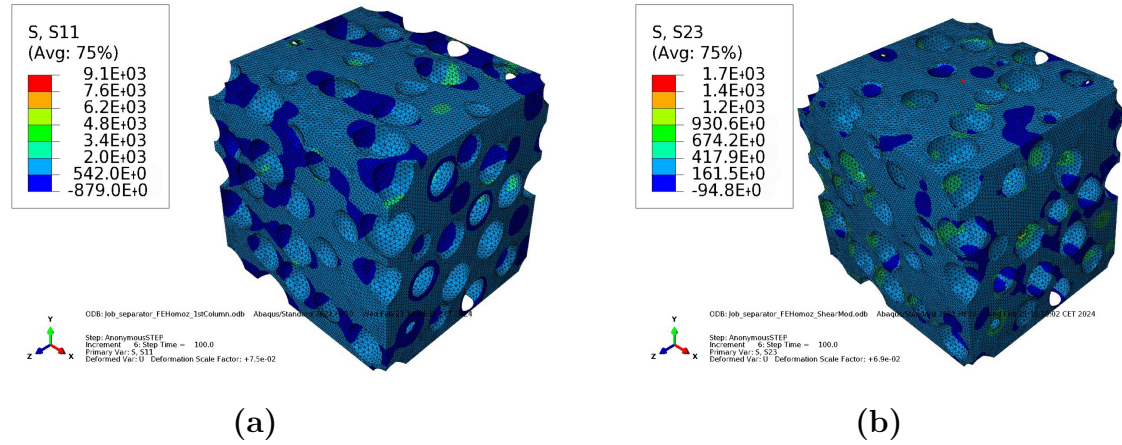 S, S11
(Avg: 75%)
9.1E+03
7.6E+03
6.2E+03
4.8E+03
3.4E+03
2.0E+03
542.0E+0
-879.0E+0
ODB: Job_separator_FEHomoz_1stColumn.odb Abaqus/Standard 2024
Step: AnonymousSTEP
Increment 6: Step Time = 100.0
Primary Var: S, S11
Deformed Var: U Deformation Scale Factor: +7.5e-02
Y
Z
X
(a)
S, S23
(Avg: 75%)
1.7E+03
1.4E+03
1.2E+03
930.6E+0
674.2E+0
417.9E+0
161.5E+0
-94.8E+0
ODB: Job_separator_FEHomoz_ShearMod.odb CET 2024
Step: AnonymousSTEP
Increment 6: Step Time = 100.0
Primary Var: S, S23
Deformed Var: U Deformation Scale Factor: +6.9e-02
Y
Z
X
(b)